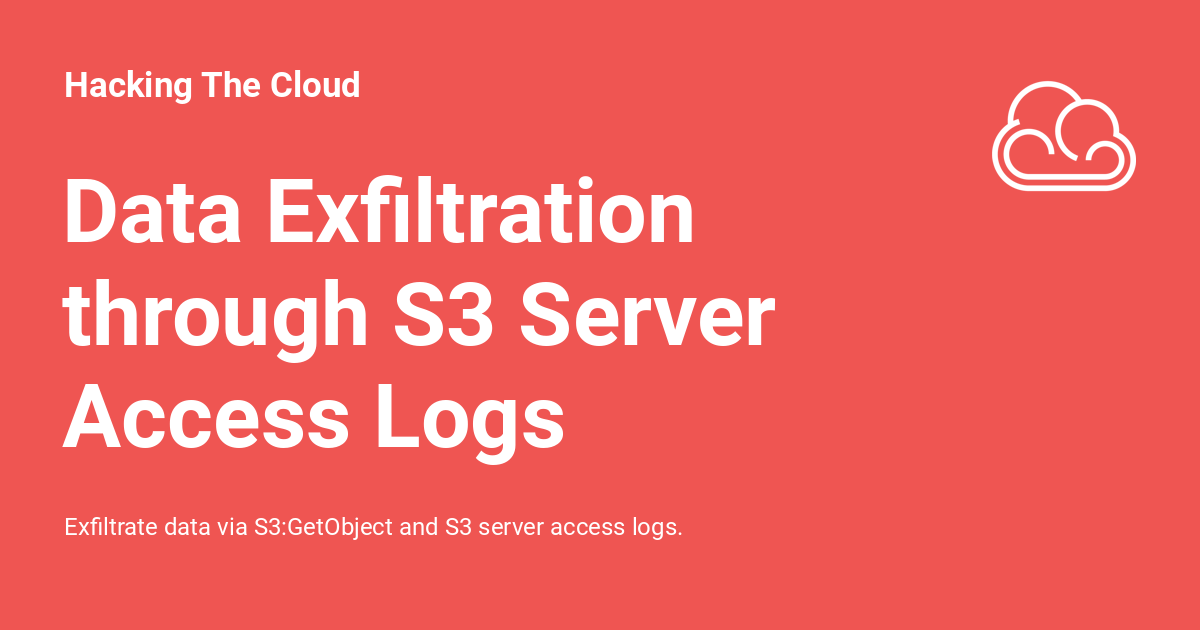 Hacking The Cloud
Data Exfiltration
through S3 Server
Access Logs
Exfiltrate data via S3:GetObject and S3 server access logs.